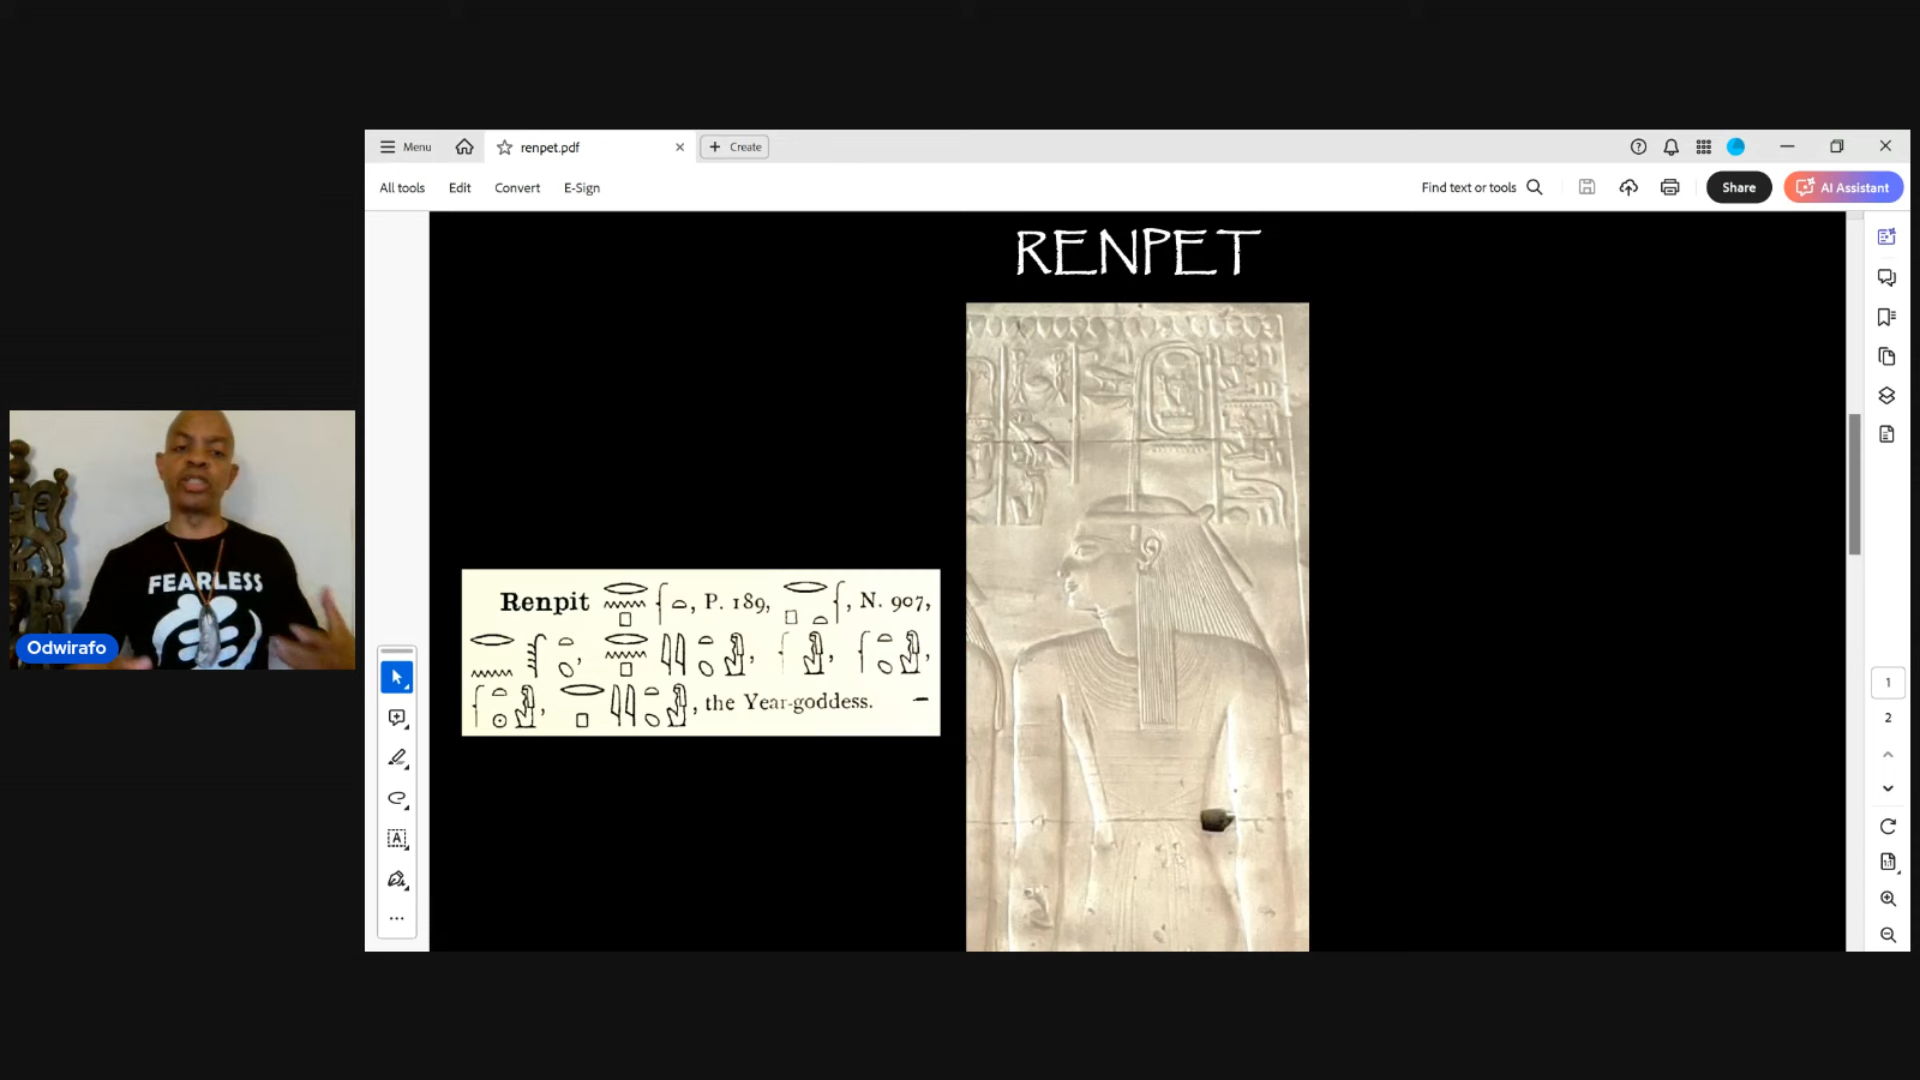 Menu
renpet.pdf
Create
All tools
Edit
Convert
E-Sign
Find text or tools
Share
AI Assistant
RENPET
Renpit , P. 189, , N. 907,
, the Year-goddess. –
FEARLESS
Odwirafo
1
2